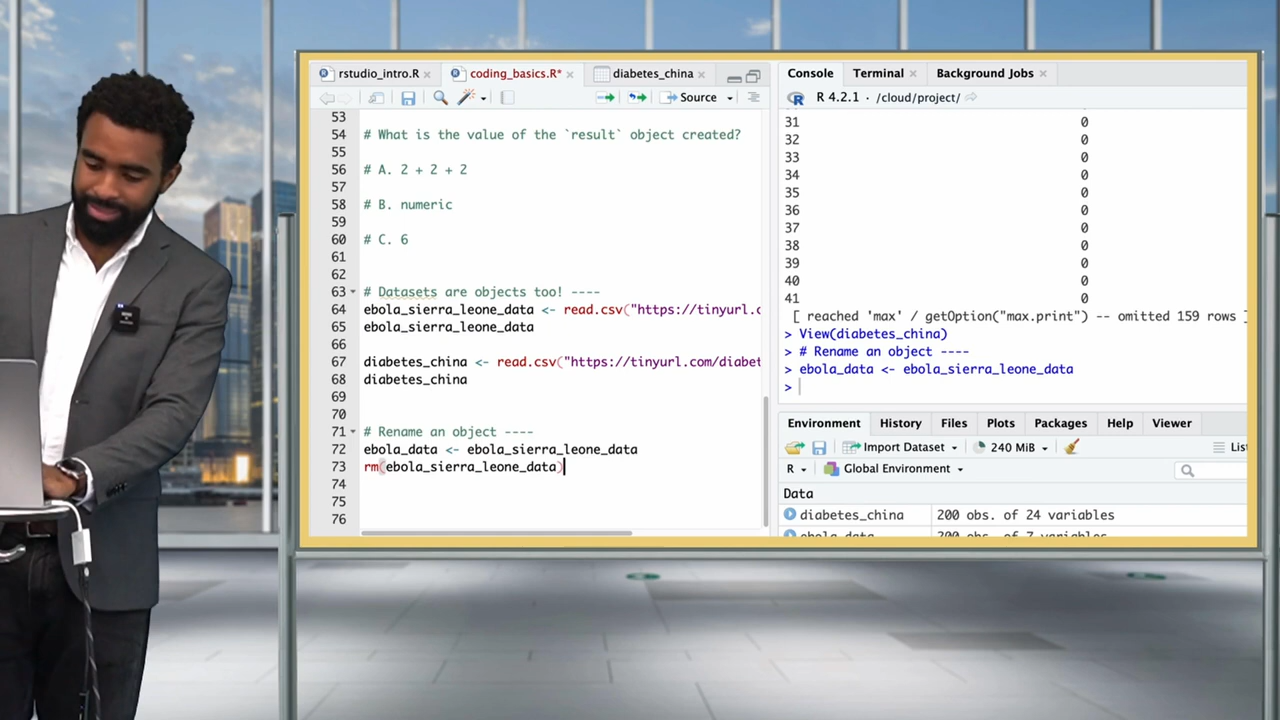 rstudio_intro.R
coding_basics.R*
diabetes_china
Source
53
54 # What is the value of the `result` object created?
55
56 # A. 2 + 2 + 2
57
58 # B. numeric
59
60 # C. 6
61
62
63 # Datasets are objects too! ----
64 ebola_sierra_leone_data <- read.csv("https://tinyurl.c
65 ebola_sierra_leone_data
66
67 diabetes_china <- read.csv("https://tinyurl.com/diabet
68 diabetes_china
69
70
71 # Rename an object ----
72 ebola_data <- ebola_sierra_leone_data
73 rm(ebola_sierra_leone_data)
74
75
76
Console Terminal Background Jobs
R 4.2.1 · /cloud/project/
31 0
32 0
33 0
34 0
35 0
36 0
37 0
38 0
39 0
40 0
41 0
[ reached 'max' / getOption("max.print") -- omitted 159 rows ]
> View(diabetes_china)
> # Rename an object ----
> ebola_data <- ebola_sierra_leone_data
>
Environment History Files Plots Packages Help Viewer
Import Dataset 240 MiB List
R Global Environment
Data
diabetes_china 200 obs. of 24 variables
ebola_data 200 obs. of 7 variables